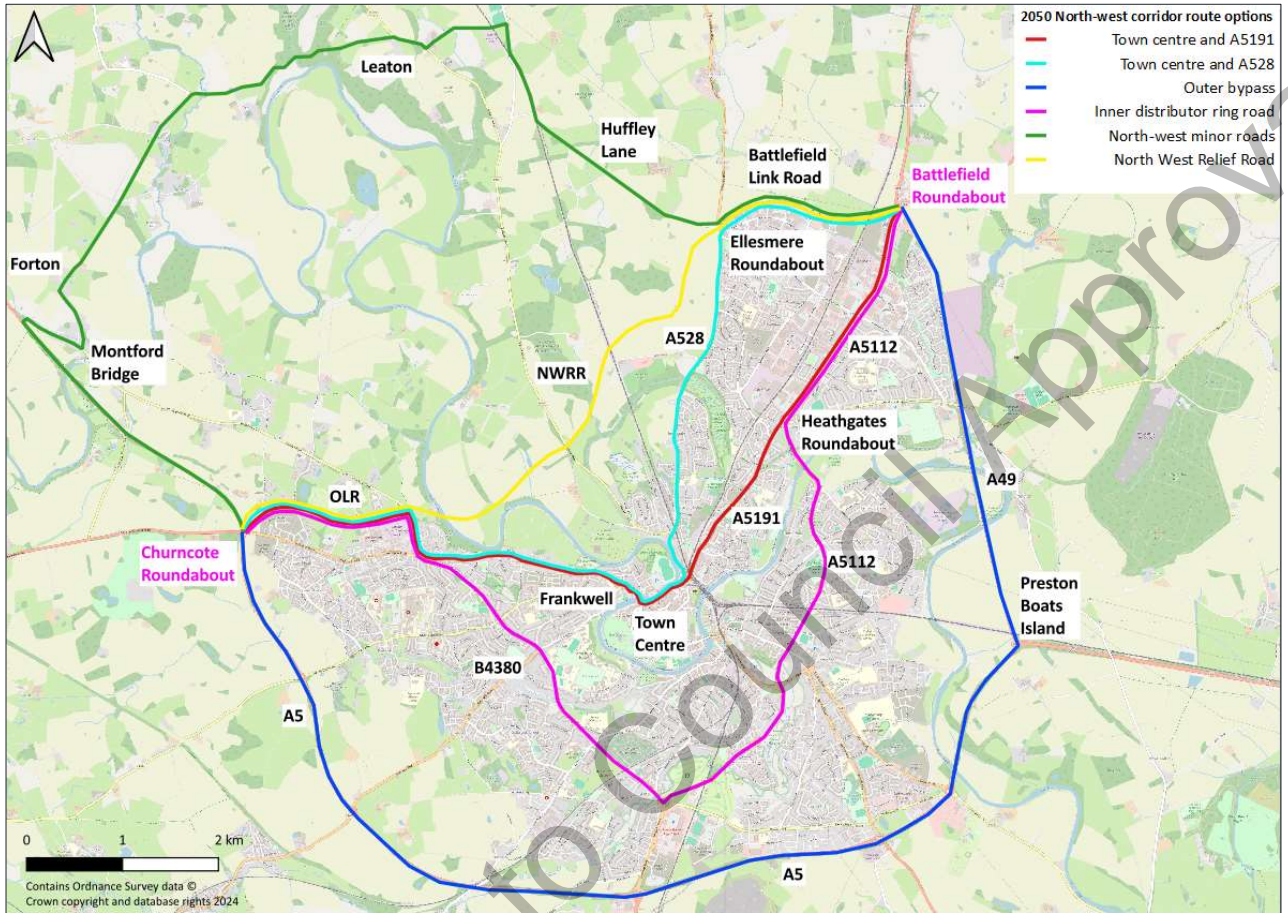 2050 North-west corridor route options
Town centre and A5191
Town centre and A528
Outer bypass
Inner distributor ring road
North-west minor roads
North West Relief Road
Leaton
Huffley
Lane
Battlefield
Link Road
Battlefield
Roundabout
Forton
Ellesmere
Roundabout
Montford
Bridge
A528
A5112
NWRR
Heathgates
Roundabout
A49
OLR
A5191
Churncote
Roundabout
A5112
Frankwell
Town
Centre
Preston
Boats
Island
B4380
A5
A5
0 1 2 km
Contains Ordnance Survey data ©
Crown copyright and database rights 2024
to Council Approv